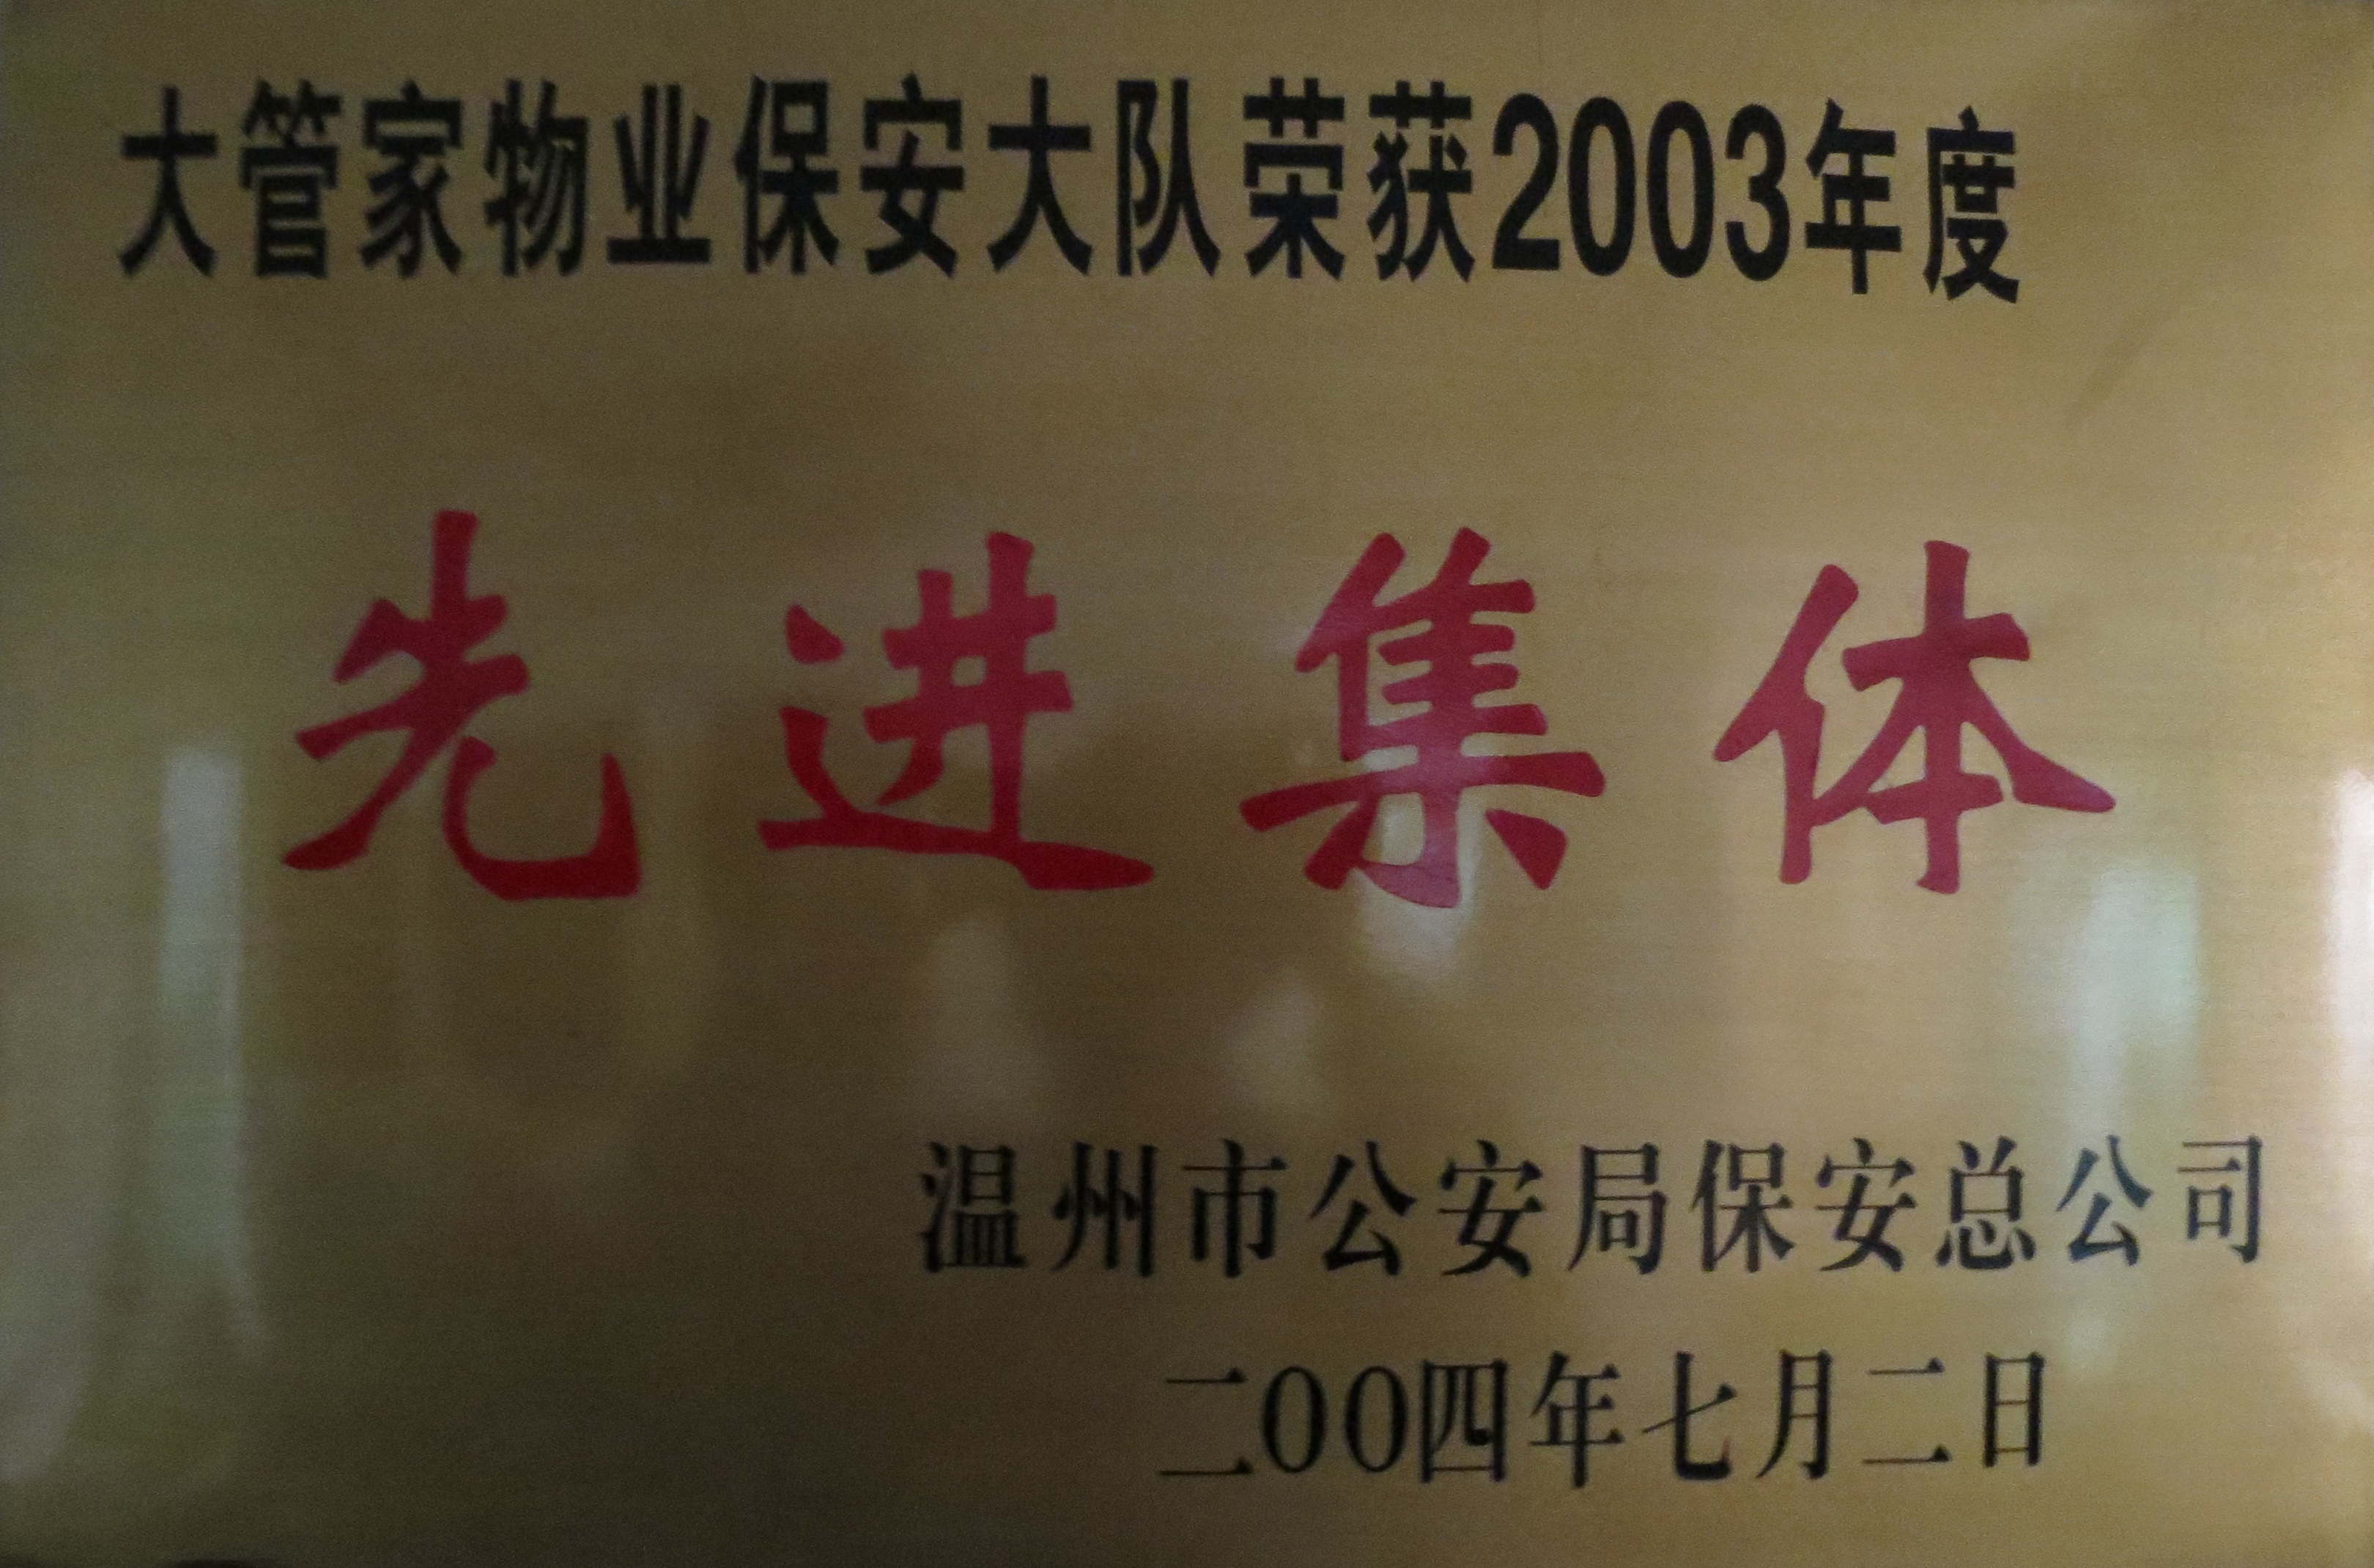 大管家物业保安大队荣获2003年度
先进集体
温州市公安局保安总公司
二00四年七月二日